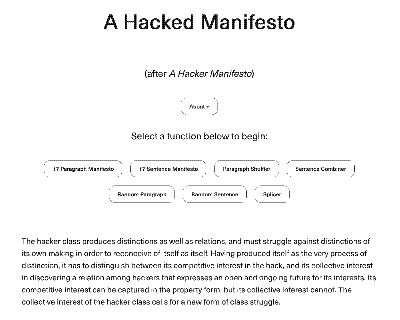 A Hacked Manifesto
(after A Hacker Manifesto)
About +
Select a function below to begin:
17 Paragraph Manifesto 17 Sentence Manifesto Paragraph Shuffler Sentence Combiner
Random Paragraph Random Sentence Splicer
The hacker class produces distinctions as well as relations, and must struggle against distinctions of
its own making in order to reconceive of itself as itself. Having produced itself as the very process of
distinction, it has to distinguish between its competitive interest in the hack, and its collective interest
in discovering a relation among hackers that expresses an open and ongoing future for its interests. Its
competitive interest can be captured in the property form but its collective interest cannot. The
collective interest of the hacker class calls for a new form of class struggle.